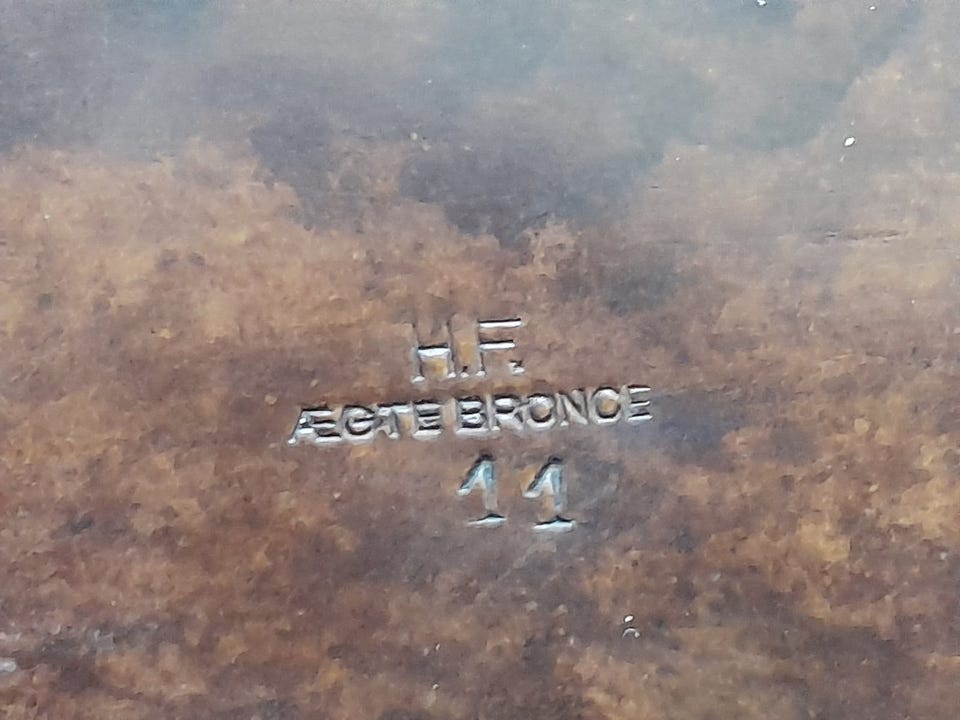 H.F.
ÆGTE BRONCE
11